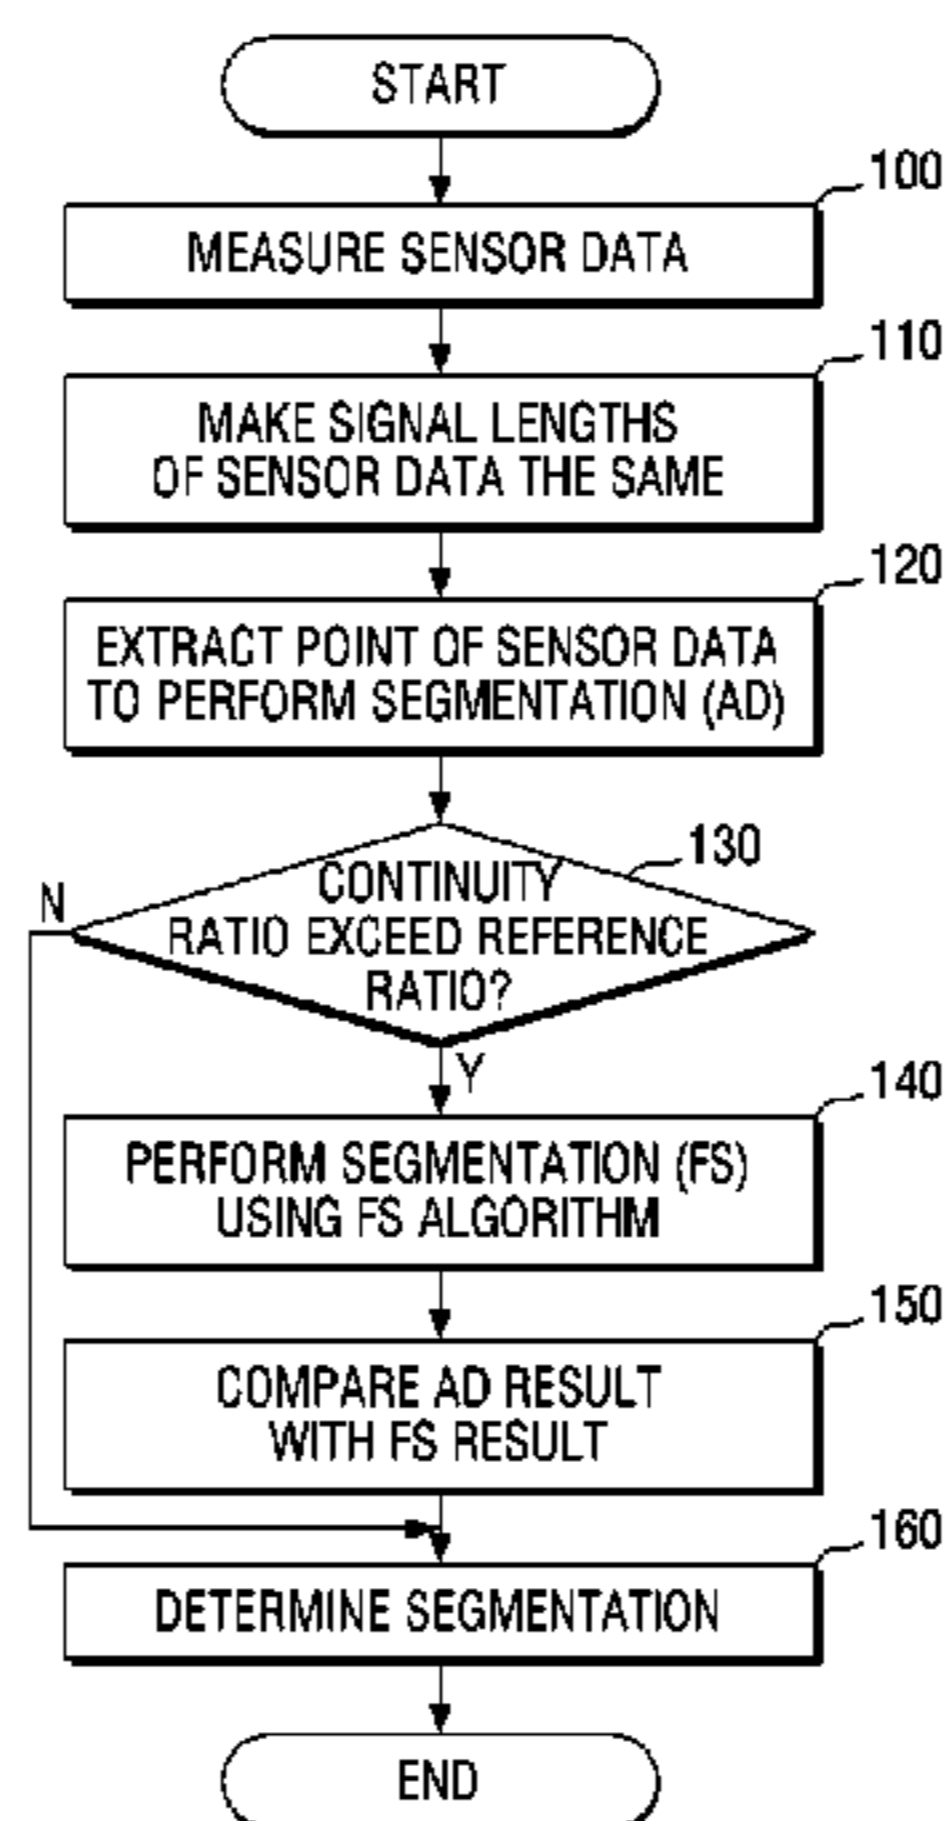 START
100
MEASURE SENSOR DATA
110
MAKE SIGNAL LENGTHS
OF SENSOR DATA THE SAME
120
EXTRACT POINT OF SENSOR DATA
TO PERFORM SEGMENTATION (AD)
130
CONTINUITY
RATIO EXCEED REFERENCE
RATIO?
N
Y
140
PERFORM SEGMENTATION (FS)
USING FS ALGORITHM
150
COMPARE AD RESULT
WITH FS RESULT
160
DETERMINE SEGMENTATION
END